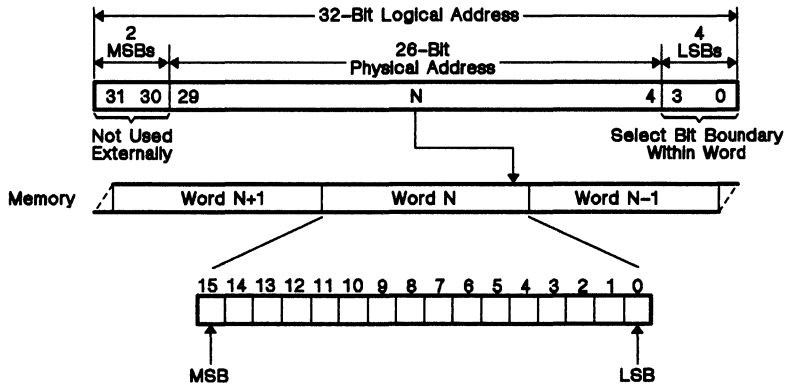 32-Bit Logical Address
2
MSBs
26-Bit
Physical Address
4
LSBs
31 30 29 N 4 3 0
Not Used
Externally
Select Bit Boundary
Within Word
Memory
Word N+1 Word N Word N-1
15 14 13 12 11 10 9 8 7 6 5 4 3 2 1 0
MSB LSB